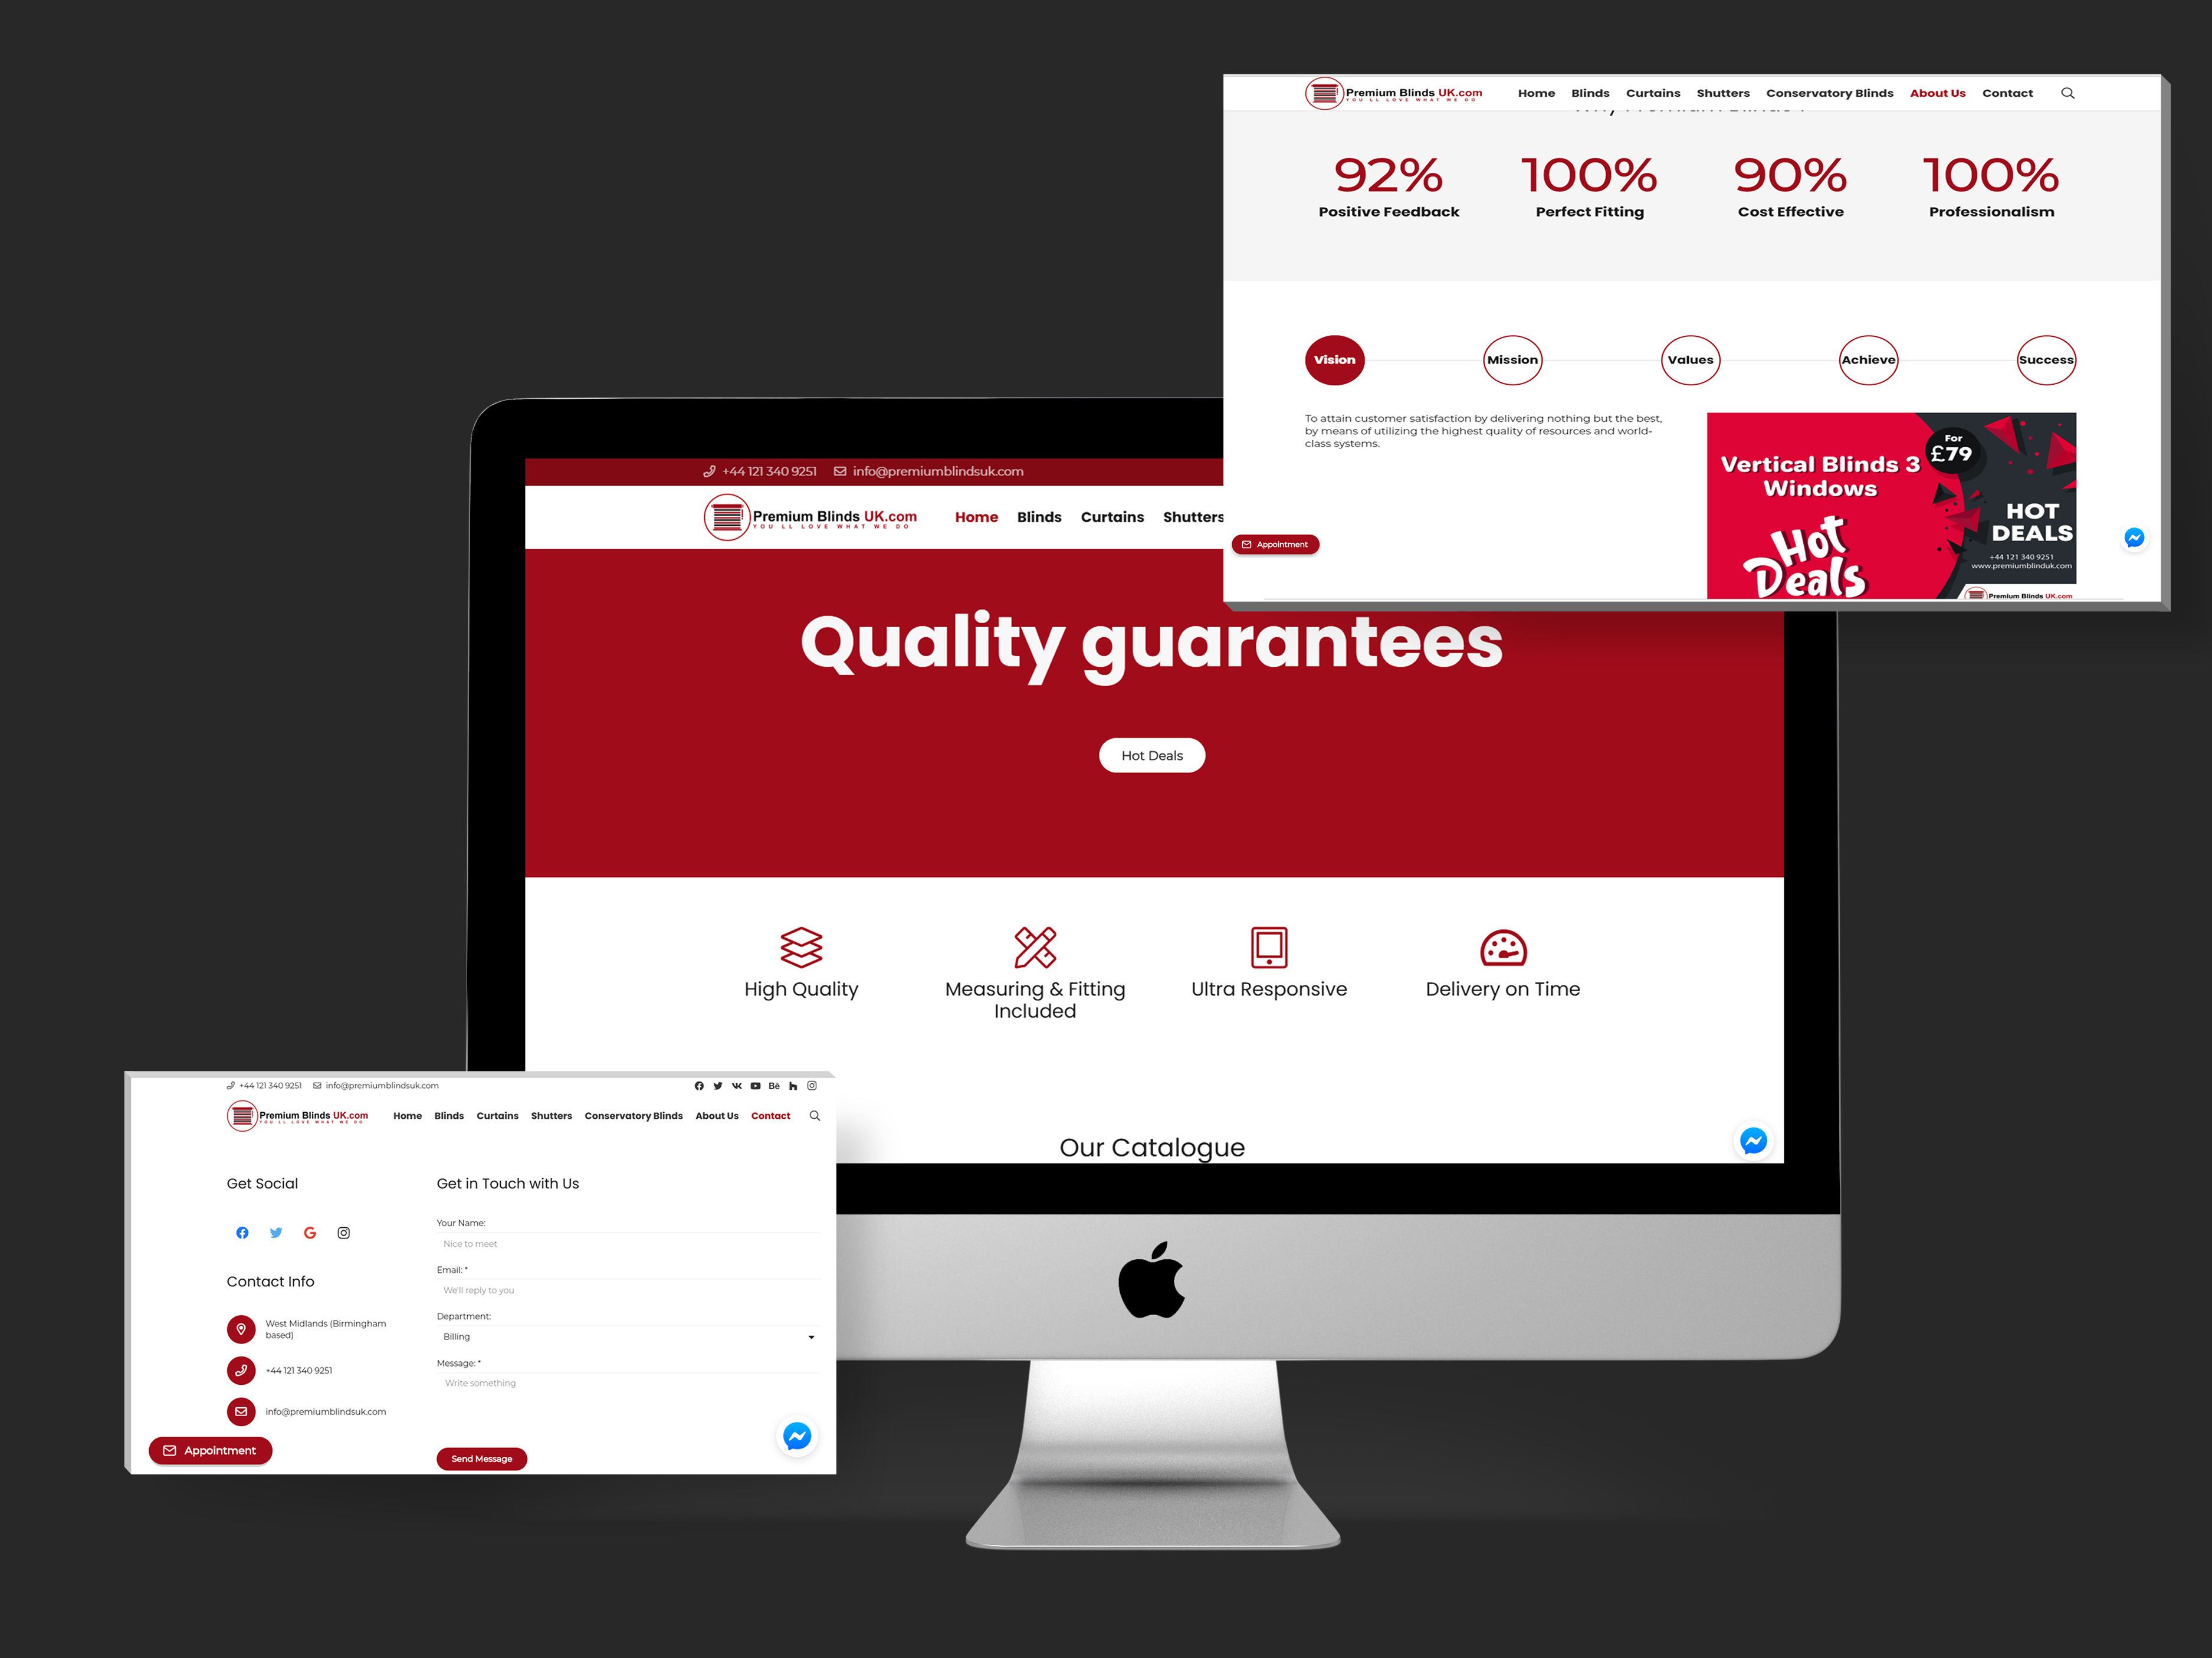 Premium Blinds UK.com
YOU LL LOVE WHAT WE DO
Home Blinds Curtains Shutters Conservatory Blinds About Us Contact
92% 100% 90% 100%
Positive Feedback Perfect Fitting Cost Effective Professionalism
Vision Mission Values Achieve Success
To attain customer satisfaction by delivering nothing but the best,
by means of utilizing the highest quality of resources and world-
class systems.
For
£79
Vertical Blinds 3
Windows
Hot
Deals
HOT
DEALS
+44 121 340 9251
www.premiumblinduk.com
Premium Blinds UK.com
Appointment
+44 121 340 9251 info@premiumblindsuk.com
Premium Blinds UK.com
YOU LL LOVE WHAT WE DO
Home Blinds Curtains Shutters
Quality guarantees
Hot Deals
High Quality
Measuring & Fitting
Included
Ultra Responsive
Delivery on Time
Our Catalogue
+44 121 340 9251 info@premiumblindsuk.com
Bē
Premium Blinds UK.com
YOU LL LOVE WHAT WE DO
Home Blinds Curtains Shutters Conservatory Blinds About Us Contact
Get Social
Contact Info
West Midlands (Birmingham
based)
+44 121 340 9251
info@premiumblindsuk.com
Appointment
Get in Touch with Us
Your Name:
Nice to meet
Email: *
We'll reply to you
Department:
Billing
Message: *
Write something
Send Message